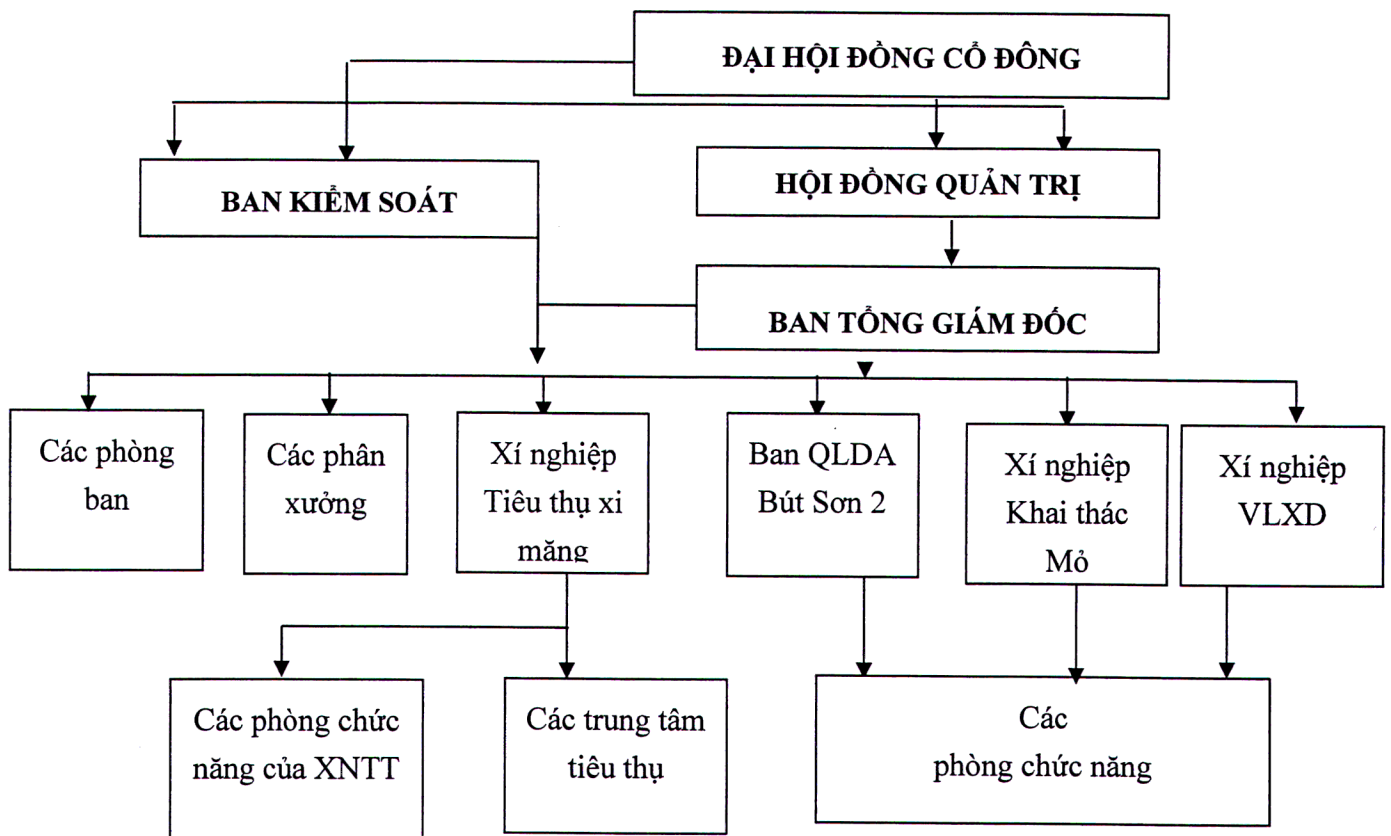 ĐẠI HỘI ĐỒNG CỔ ĐÔNG
BAN KIỂM SOÁT
HỘI ĐỒNG QUẢN TRỊ
BAN TỔNG GIÁM ĐỐC
Các phòng
ban
Các phân
xưởng
Xí nghiệp
Tiêu thụ xi
măng
Ban QLDA
Bút Sơn 2
Xí nghiệp
Khai thác
Mỏ
Xí nghiệp
VLXD
Các phòng chức
năng của XNTT
Các trung tâm
tiêu thụ
Các
phòng chức năng